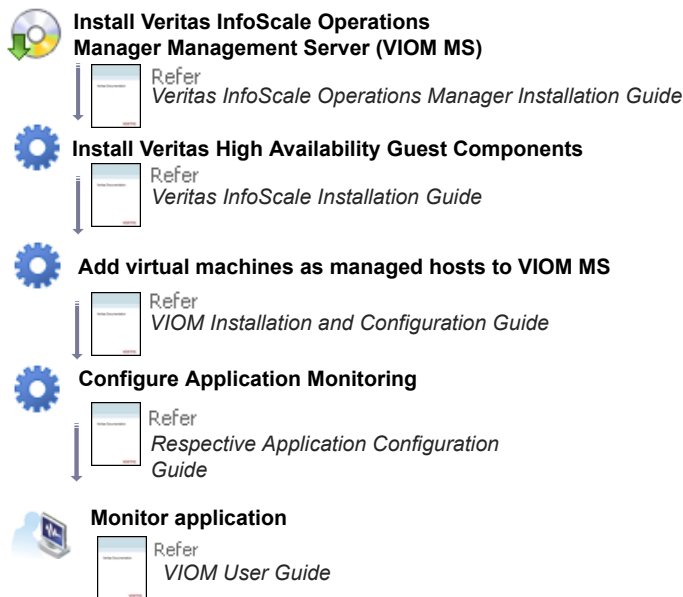 Install Veritas InfoScale Operations
Manager Management Server (VIOM MS)
Refer
Veritas InfoScale Operations Manager Installation Guide
Install Veritas High Availability Guest Components
Refer
Veritas InfoScale Installation Guide
Add virtual machines as managed hosts to VIOM MS
Refer
VIOM Installation and Configuration Guide
Configure Application Monitoring
Refer
Respective Application Configuration
Guide
Monitor application
Refer
VIOM User Guide